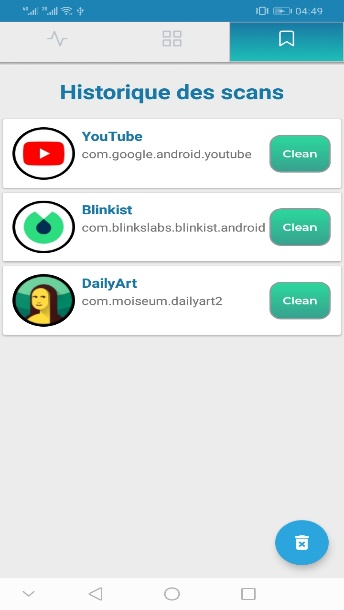 04:49
Historique des scans
YouTube
com.google.android.youtube
Clean
Blinkist
com.blinkslabs.blinkist.android
Clean
DailyArt
com.moiseum.dailyart2
Clean